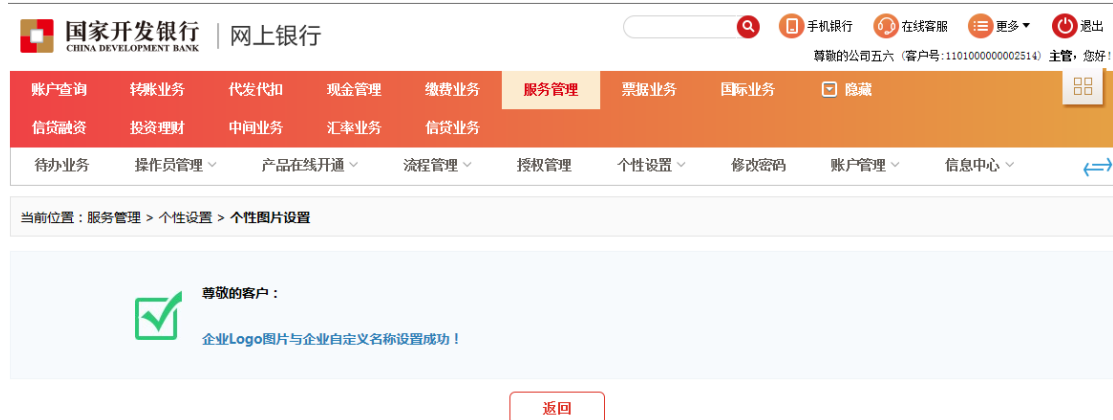 国家开发银行
CHINA DEVELOPMENT BANK
网上银行
手机银行 在线客服 更多 退出
尊敬的公司五六（客户号:1101000000002514）主管，您好!
账户查询 转账业务 代发代扣 现金管理 缴费业务 服务管理 票据业务 国际业务 隐藏
信贷融资 投资理财 中间业务 汇率业务 信贷业务
待办业务 操作员管理 产品在线开通 流程管理 授权管理 个性设置 修改密码 账户管理 信息中心
当前位置：服务管理 > 个性设置 > 个性图片设置
尊敬的客户：
企业Logo图片与企业自定义名称设置成功！
返回